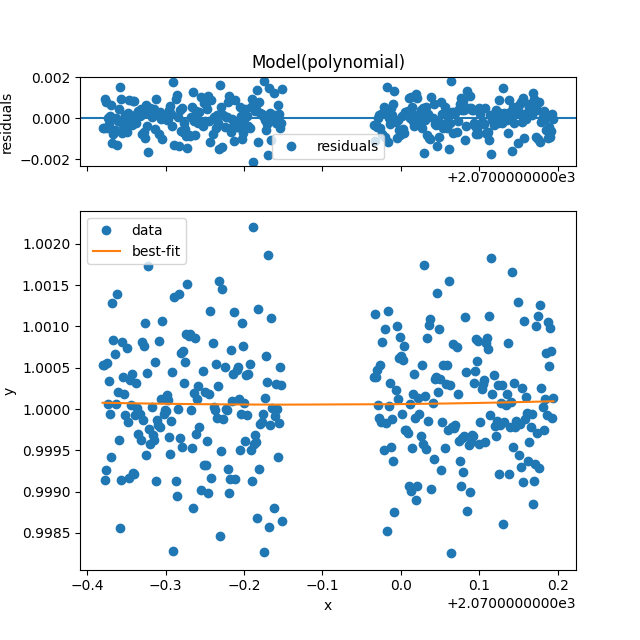 Model(polynomial)
0.002
0.000
−0.002
residuals
residuals
+2.0700000000e3
data
best-fit
1.0020
1.0015
1.0010
1.0005
1.0000
0.9995
0.9990
0.9985
y
−0.4
−0.3
−0.2
−0.1
0.0
0.1
0.2
x
+2.0700000000e3